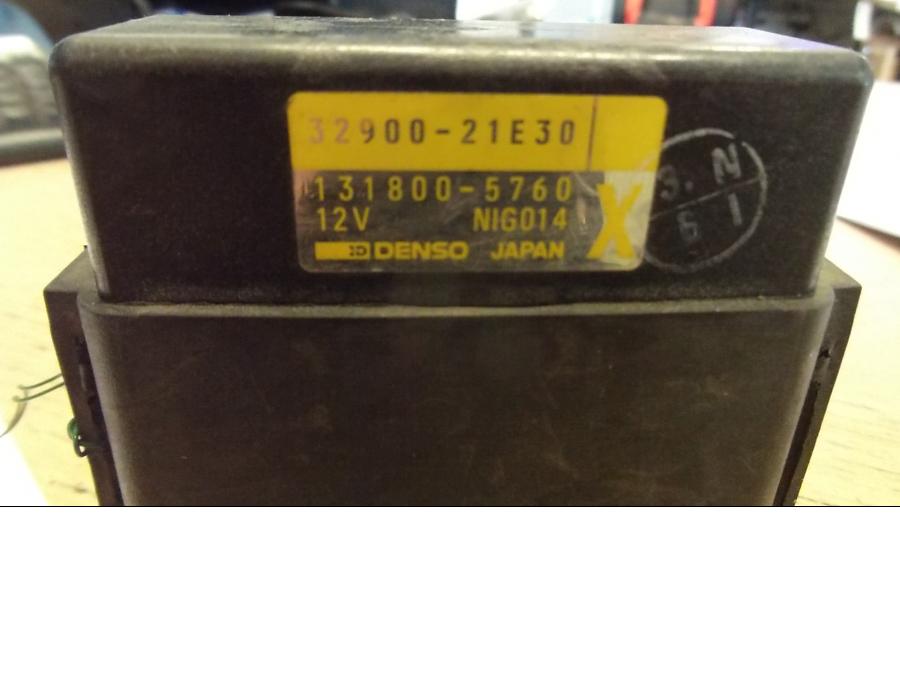 32900-21E30
131800-5760
12V NIG014
X
DENSO JAPAN
N